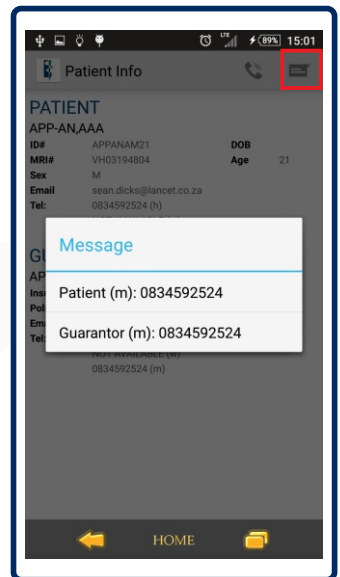 LTE 89% 15:01
Patient Info
PATIENT
APP-AN,AAA
ID# APPANAM21 DOB
MRI# VH03194804 Age 21
Sex M
Email sean.dicks@lancet.co.za
Tel: 0834592524 (h)
Message
Patient (m): 0834592524
Guarantor (m): 0834592524
NOT AVAILABLE (w)
0834592524 (m)
HOME